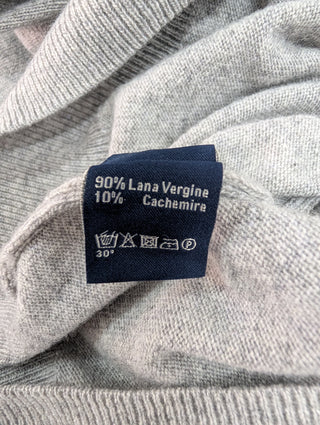 90% Lana Vergine
10% Cachemire
30°
P